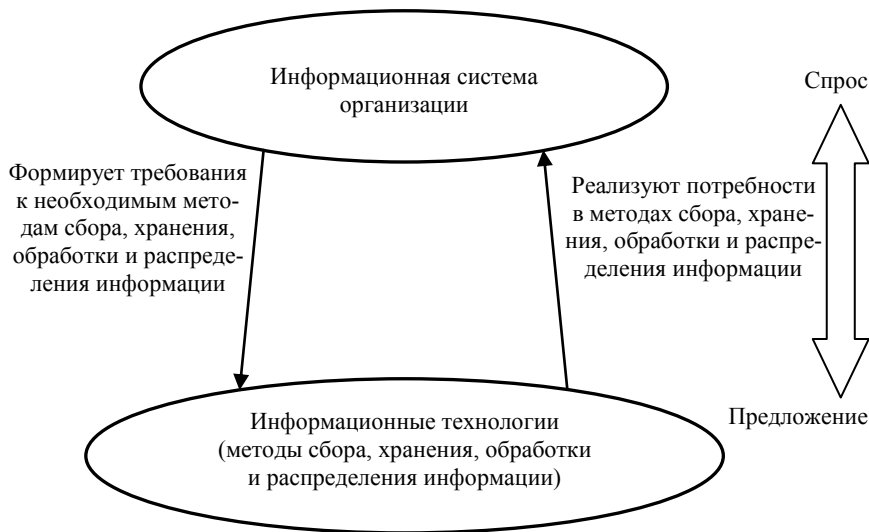 Информационная система
организации
Спрос
Формирует требования
к необходимым мето-
дам сбора, хранения,
обработки и распреде-
ления информации
Реализуют потребности
в методах сбора, хране-
ния, обработки и распре-
деления информации
Информационные технологии
(методы сбора, хранения, обработки
и распределения информации)
Предложение